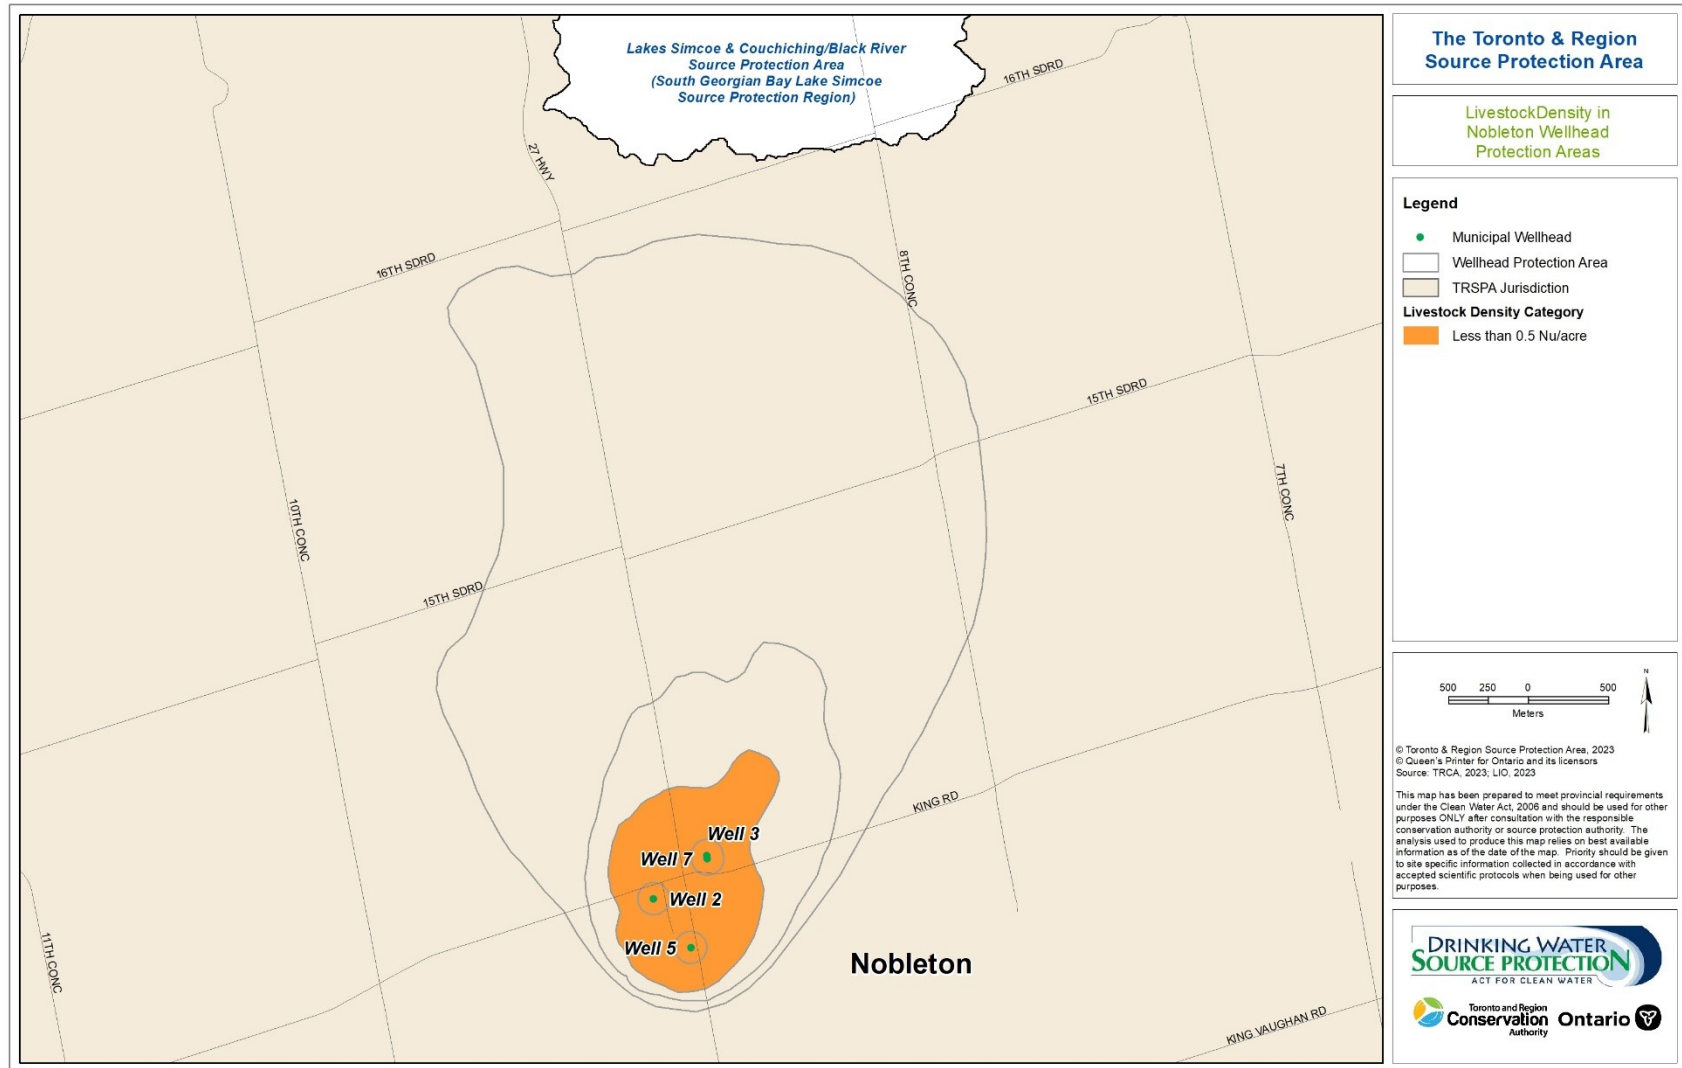 Lakes Simcoe & Couchiching/Black River
Source Protection Area
(South Georgian Bay Lake Simcoe
Source Protection Region)
16TH SDRD
27 HWY
16TH SDRD
8TH CONC
15TH SDRD
10TH CONC
7TH CONC
15TH SDRD
KING RD
Well 3
Well 7
Well 2
Well 5
11TH CONC
Nobleton
KING VAUGHAN RD
The Toronto & Region
Source Protection Area
LivestockDensity in
Nobleton Wellhead
Protection Areas
Legend
Municipal Wellhead
Wellhead Protection Area
TRSPA Jurisdiction
Livestock Density Category
Less than 0.5 Nu/acre
N
500 250 0 500
Meters
© Toronto & Region Source Protection Area, 2023
© Queen's Printer for Ontario and its licensors
Source: TRCA, 2023; LIO, 2023
This map has been prepared to meet provincial requirements
under the Clean Water Act, 2006 and should be used for other
purposes ONLY after consultation with the responsible
conservation authority or source protection authority. The
analysis used to produce this map relies on best available
information as of the date of the map. Priority should be given
to site specific information collected in accordance with
accepted scientific protocols when being used for other
purposes.
DRINKING WATER
SOURCE PROTECTION
ACT FOR CLEAN WATER
Toronto and Region
Conservation
Authority
Ontario